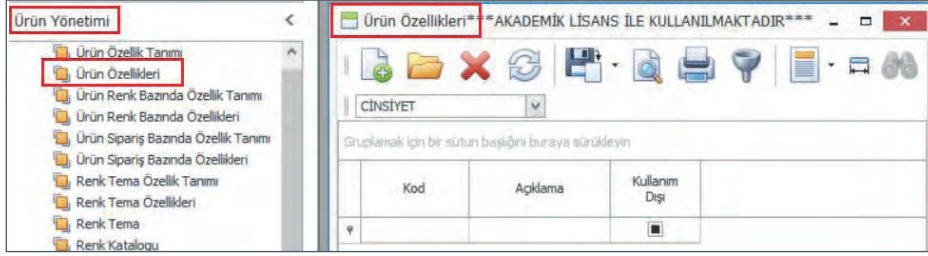 Ürün Yönetimi
Ürün Özellik Tanımı
Ürün Özellikleri
Ürün Renk Bazında Özellik Tanımı
Ürün Renk Bazında Özellikleri
Ürün Sipariş Bazında Özellik Tanımı
Ürün Sipariş Bazında Özellikleri
Renk Tema Özellik Tanımı
Renk Tema Özellikleri
Renk Tema
Renk Katalogu
Ürün Özellikleri***AKADEMİK LİSANS İLE KULLANILMAKTADIR***
CİNSİYET
Gruplamak için bir sütun başlığını buraya sürükleyin
Kod Açıklama Kullanım Dışı